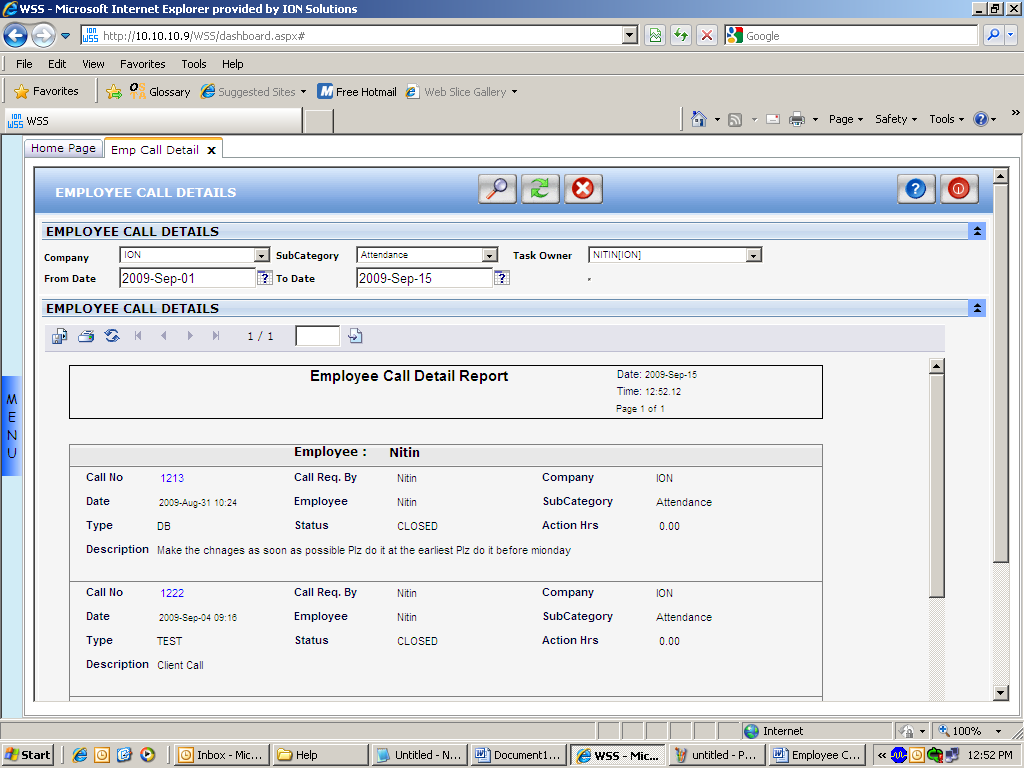 WSS - Microsoft Internet Explorer provided by ION Solutions
ION WSS http://10.10.10.9/WSS/dashboard.aspx# Google
File Edit View Favorites Tools Help
Favorites Glossary Suggested Sites Free Hotmail Web Slice Gallery
ION WSS WSS Page Safety Tools »
Home Page Emp Call Detail x
EMPLOYEE CALL DETAILS
EMPLOYEE CALL DETAILS
Company ION SubCategory Attendance Task Owner NITIN[ION]
From Date 2009-Sep-01 ? To Date 2009-Sep-15 ?
EMPLOYEE CALL DETAILS
1 / 1
MENU
Employee Call Detail Report Date: 2009-Sep-15
Time: 12:52.12
Page 1 of 1
Employee : Nitin
Call No 1213 Call Req. By Nitin Company ION
Date 2009-Aug-31 10:24 Employee Nitin SubCategory Attendance
Type DB Status CLOSED Action Hrs 0.00
Description Make the chnages as soon as possible Plz do it at the earliest Plz do it before mionday
Call No 1222 Call Req. By Nitin Company ION
Date 2009-Sep-04 09:16 Employee Nitin SubCategory Attendance
Type TEST Status CLOSED Action Hrs 0.00
Description Client Call
Internet 100%
Start Inbox - Mic... Help Untitled - N... Document1... WSS - Mic... untitled - P... Employee C... « 12:52 PM